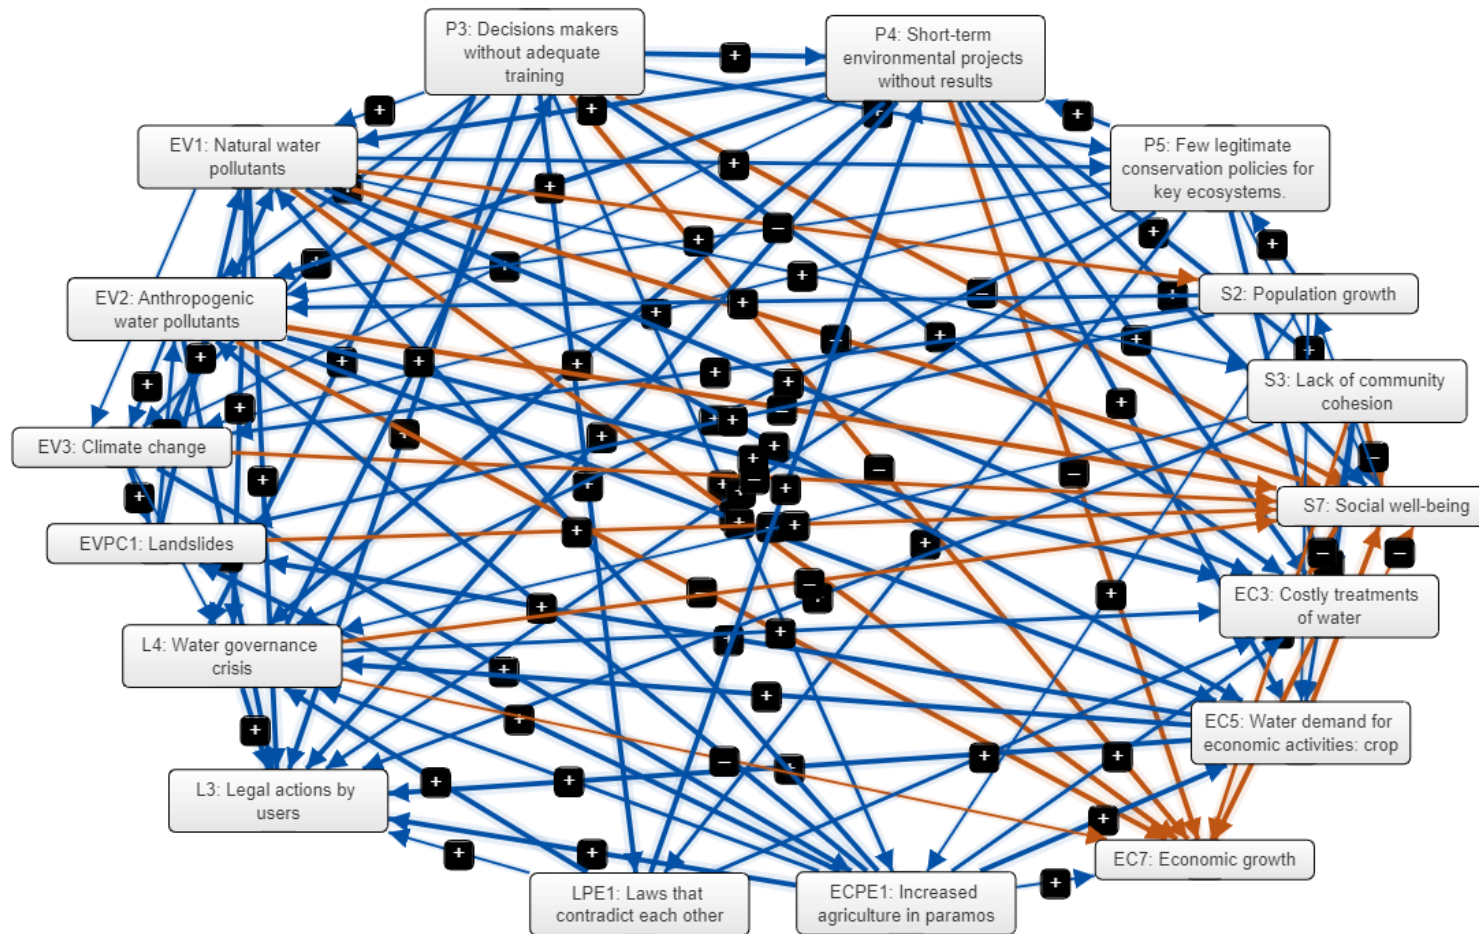 P3: Decisions makers
without adequate
training
P4: Short-term
environmental projects
without results
EV1: Natural water
pollutants
P5: Few legitimate
conservation policies for
key ecosystems.
EV2: Anthropogenic
water pollutants
S2: Population growth
S3: Lack of community
cohesion
EV3: Climate change
S7: Social well-being
EVPC1: Landslides
EC3: Costly treatments
of water
L4: Water governance
crisis
EC5: Water demand for
economic activities: crop
L3: Legal actions by
users
EC7: Economic growth
LPE1: Laws that
contradict each other
ECPE1: Increased
agriculture in paramos